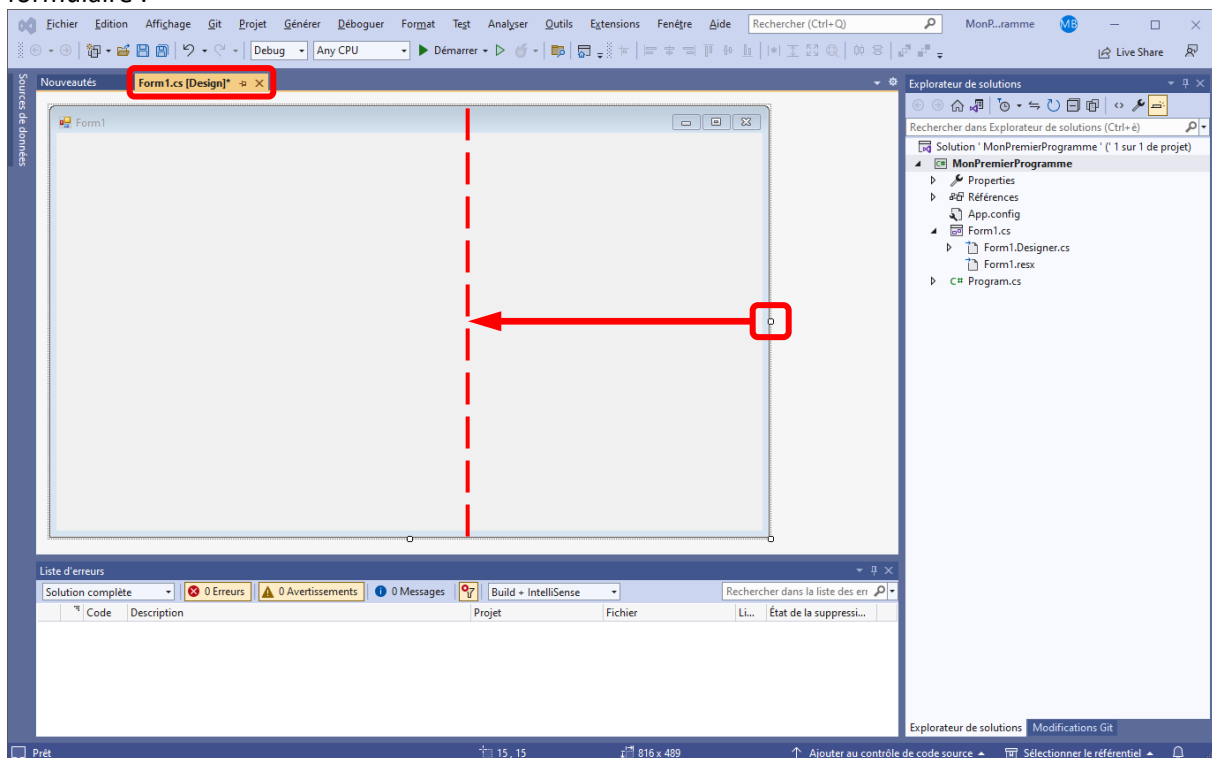 formulaire :
Fichier Edition Affichage Git Projet Générer Déboguer Format Test Analyser Outils Extensions Fenêtre Aide Rechercher (Ctrl+Q) MonP...ramme MB
Debug Any CPU Démarrer Live Share
Sources de données
Nouveautés Form1.cs [Design]*
Form1
Explorateur de solutions
Rechercher dans Explorateur de solutions (Ctrl+è)
Solution ' MonPremierProgramme ' (' 1 sur 1 de projet)
MonPremierProgramme
Properties
Références
App.config
Form1.cs
Form1.Designer.cs
Form1.resx
C# Program.cs
Liste d'erreurs
Solution complète 0 Erreurs 0 Avertissements 0 Messages Build + IntelliSense Rechercher dans la liste des err
Code Description Projet Fichier Li... État de la suppressi...
Explorateur de solutions Modifications Git
Prêt 15 , 15 816 x 489 Ajouter au contrôle de code source Sélectionner le référentiel